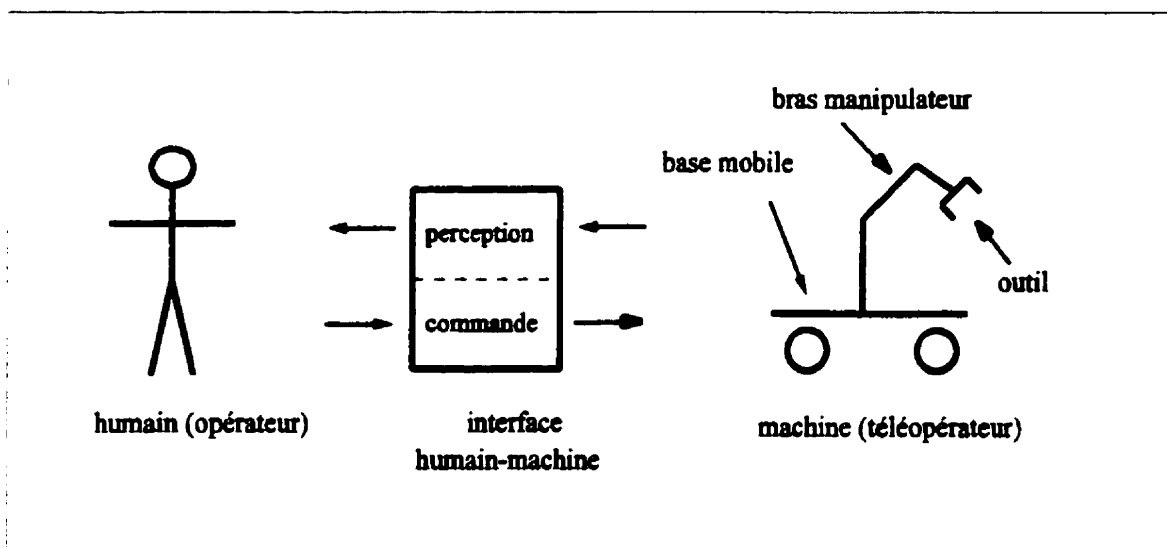 bras manipulateur
base mobile
perception
outil
commande
humain (opérateur)
interface
humain-machine
machine (téléopérateur)